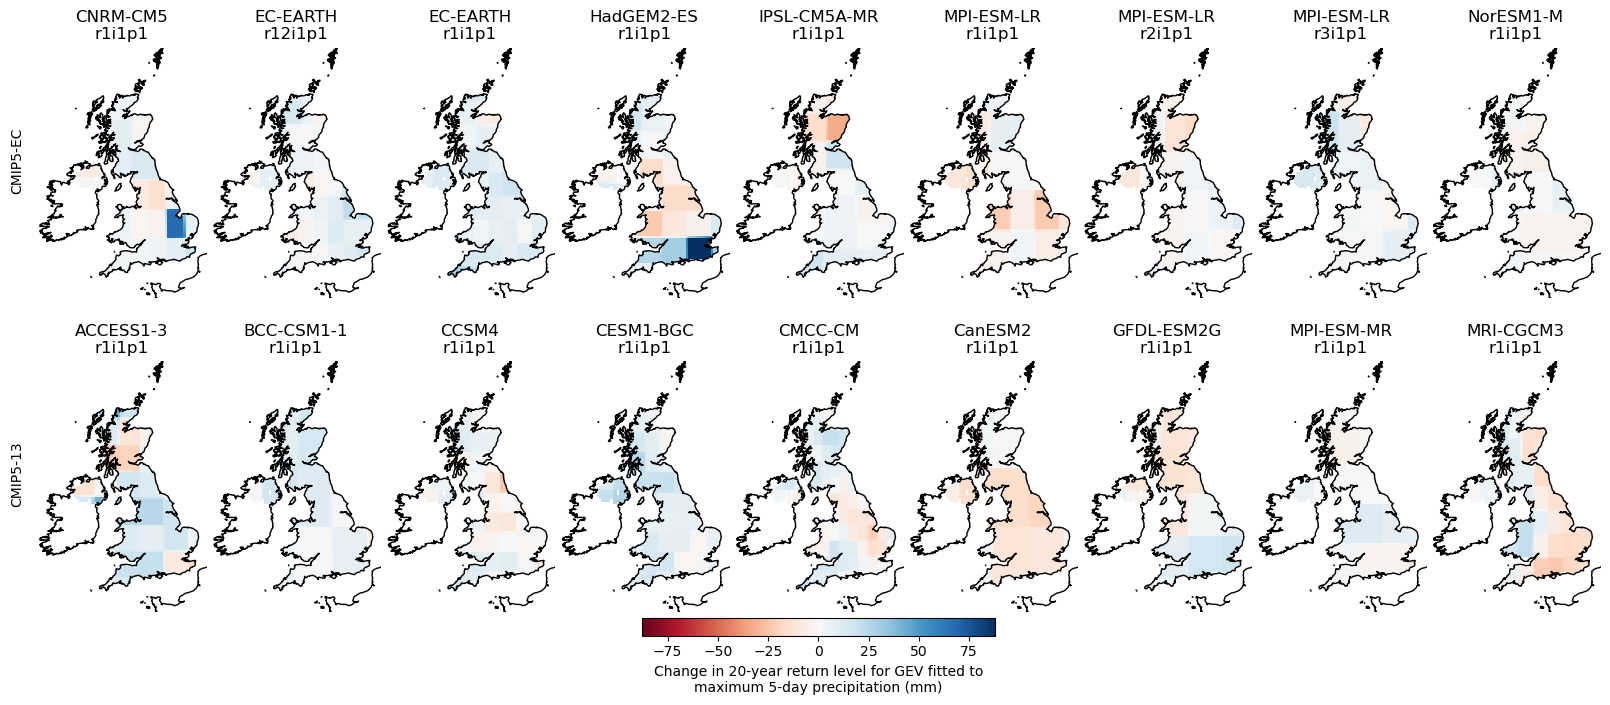 CNRM-CM5 EC-EARTH EC-EARTH HadGEM2-ES IPSL-CM5A-MR MPI-ESM-LR MPI-ESM-LR MPI-ESM-LR NorESM1-M
r1i1p1 r12i1p1 r1i1p1 r1i1p1 r1i1p1 r1i1p1 r2i1p1 r3i1p1 r1i1p1
CMIP5-EC
ACCESS1-3 BCC-CSM1-1 CCSM4 CESM1-BGC CMCC-CM CanESM2 GFDL-ESM2G MPI-ESM-MR MRI-CGCM3
r1i1p1 r1i1p1 r1i1p1 r1i1p1 r1i1p1 r1i1p1 r1i1p1 r1i1p1 r1i1p1
CMIP5-13
−75 −50 −25 0 25 50 75
Change in 20-year return level for GEV fitted to
maximum 5-day precipitation (mm)